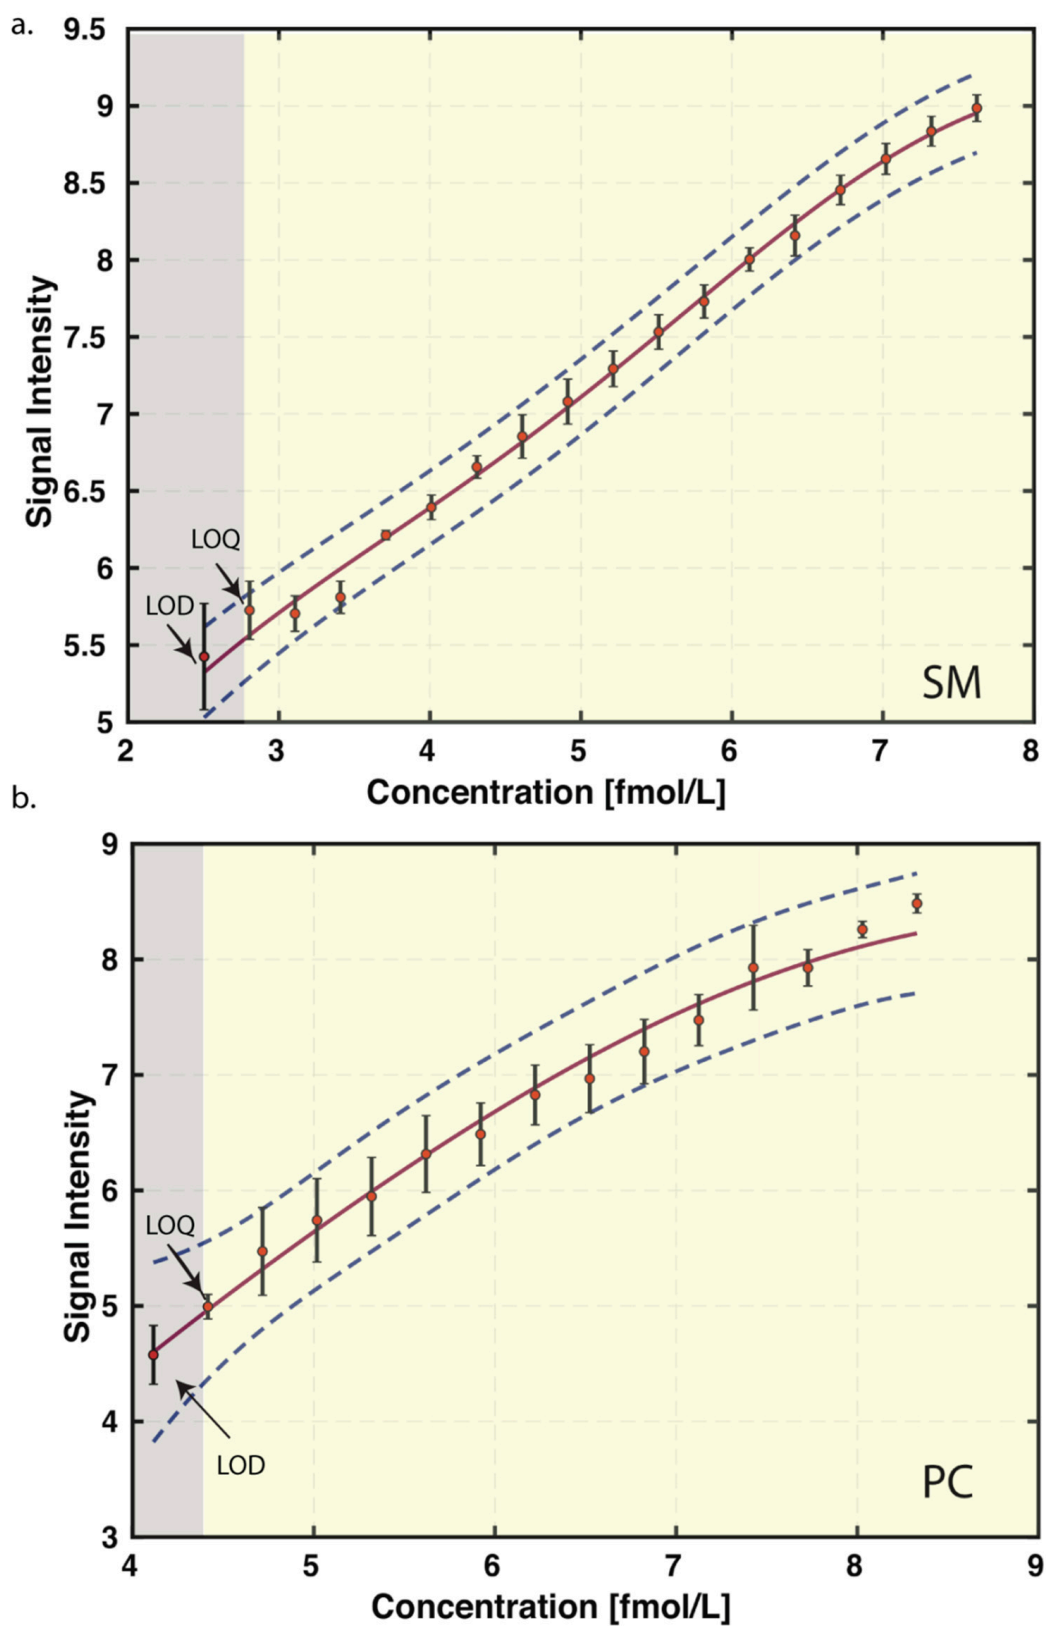 a.
9.5
9
8.5
8
7.5
7
6.5
6
5.5
5
Signal Intensity
LOQ
LOD
SM
2 3 4 5 6 7 8
Concentration [fmol/L]
b.
9
8
7
6
5
4
3
Signal Intensity
LOQ
LOD
PC
4 5 6 7 8 9
Concentration [fmol/L]